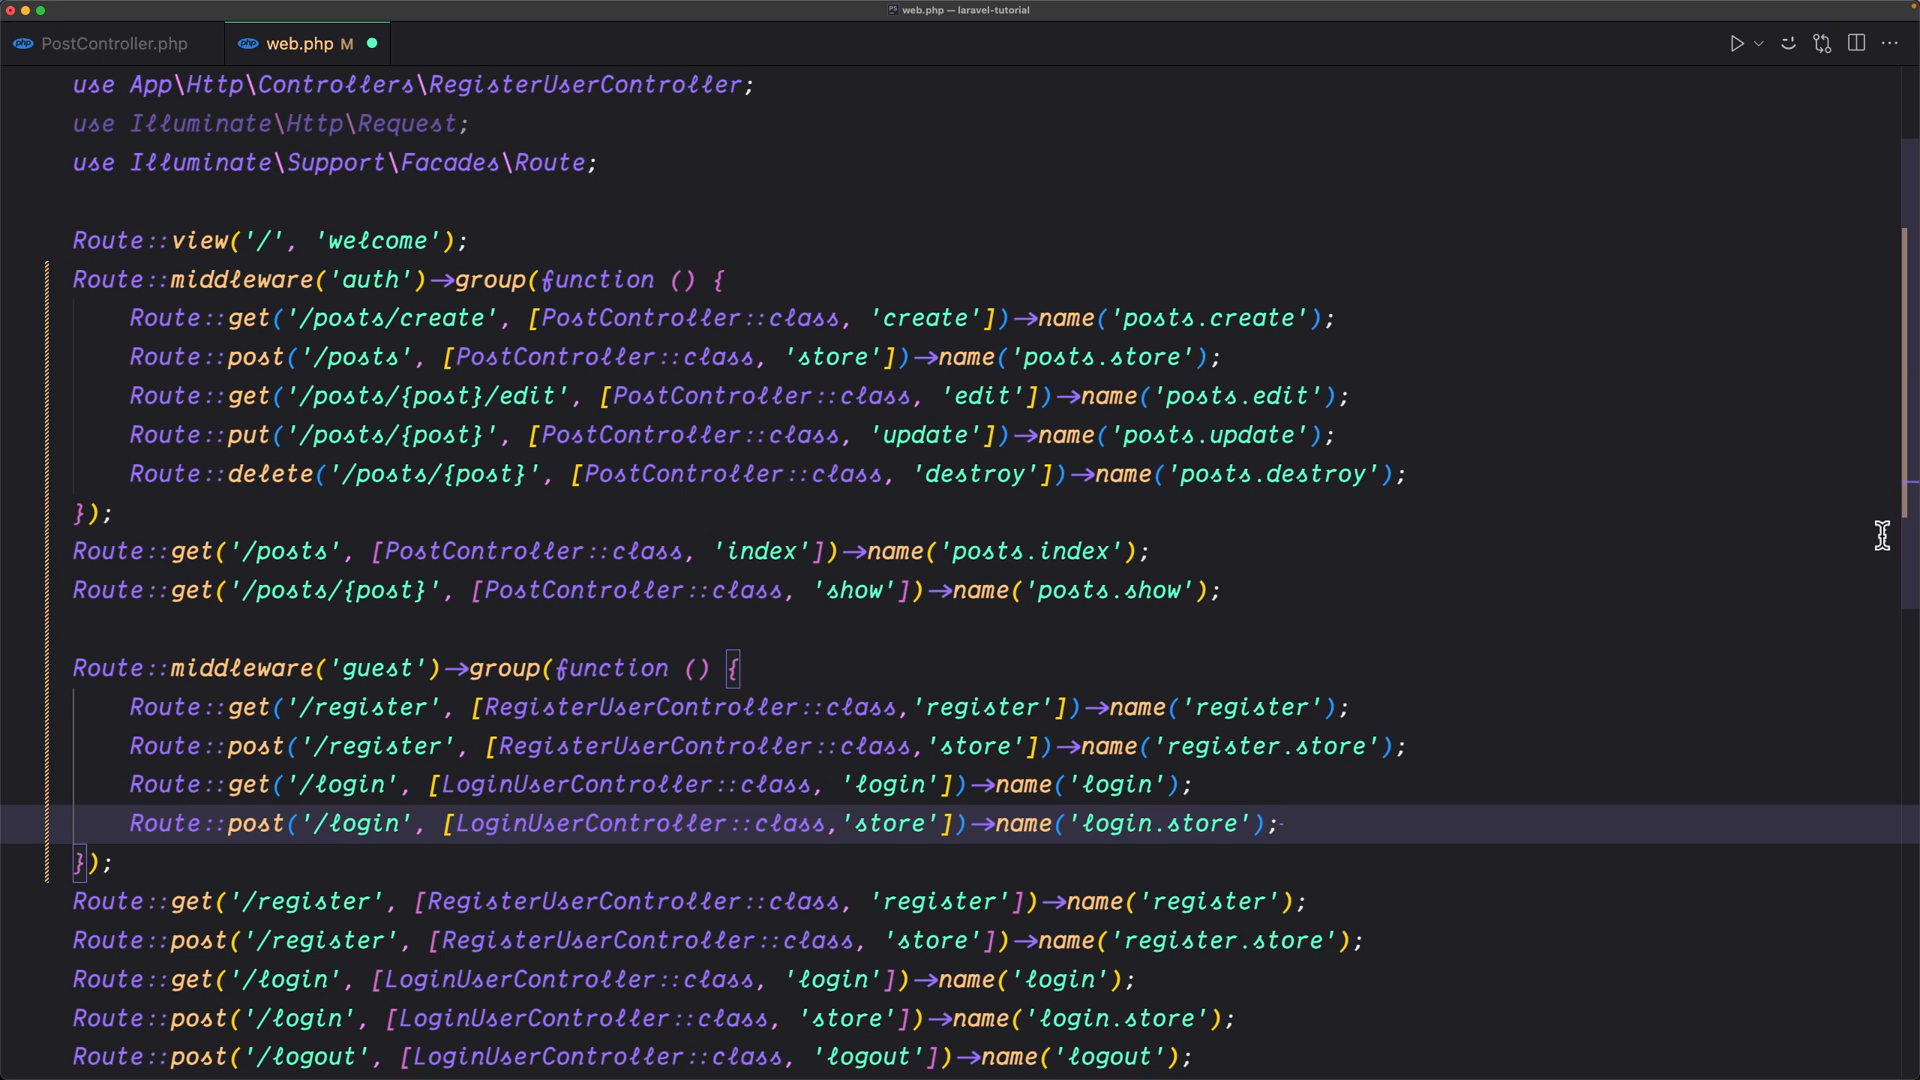 web.php — laravel-tutorial
PostController.php
web.php M
use App\Http\Controllers\RegisterUserController;
use Illuminate\Http\Request;
use Illuminate\Support\Facades\Route;
Route::view('/', 'welcome');
Route::middleware('auth')->group(function () {
Route::get('/posts/create', [PostController::class, 'create'])->name('posts.create');
Route::post('/posts', [PostController::class, 'store'])->name('posts.store');
Route::get('/posts/{post}/edit', [PostController::class, 'edit'])->name('posts.edit');
Route::put('/posts/{post}', [PostController::class, 'update'])->name('posts.update');
Route::delete('/posts/{post}', [PostController::class, 'destroy'])->name('posts.destroy');
});
Route::get('/posts', [PostController::class, 'index'])->name('posts.index');
Route::get('/posts/{post}', [PostController::class, 'show'])->name('posts.show');
Route::middleware('guest')->group(function () {
Route::get('/register', [RegisterUserController::class,'register'])->name('register');
Route::post('/register', [RegisterUserController::class,'store'])->name('register.store');
Route::get('/login', [LoginUserController::class, 'login'])->name('login');
Route::post('/login', [LoginUserController::class,'store'])->name('login.store');
});
Route::get('/register', [RegisterUserController::class, 'register'])->name('register');
Route::post('/register', [RegisterUserController::class, 'store'])->name('register.store');
Route::get('/login', [LoginUserController::class, 'login'])->name('login');
Route::post('/login', [LoginUserController::class, 'store'])->name('login.store');
Route::post('/logout', [LoginUserController::class, 'logout'])->name('logout');